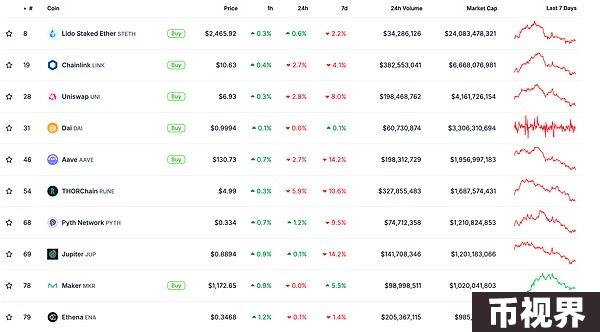 # Coin Price 1h 24h 7d 24h Volume Market Cap Last 7 Days
8 Lido Staked Ether STETH Buy $2,465.92 0.3% 0.6% 2.2% $34,286,126 $24,083,478,321
19 Chainlink LINK Buy $10.63 0.4% 2.7% 4.1% $382,553,041 $6,668,076,981
28 Uniswap UNI Buy $6.93 0.3% 2.8% 8.0% $198,468,762 $4,161,726,154
31 Dai DAI Buy $0.9994 0.1% 0.0% 0.1% $60,730,874 $3,306,310,694
46 Aave AAVE Buy $130.73 0.7% 2.7% 14.2% $198,312,729 $1,956,997,183
54 THORChain RUNE $4.99 0.3% 5.9% 10.6% $327,855,483 $1,687,574,431
68 Pyth Network PYTH $0.334 0.7% 1.2% 9.5% $74,712,358 $1,210,824,853
69 Jupiter JUP $0.8894 0.9% 0.1% 14.2% $141,708,346 $1,201,183,066
78 Maker MKR Buy $1,172.65 0.9% 0.0% 5.5% $98,998,511 $1,020,041,803
79 Ethena ENA $0.3468 1.2% 0.1% 1.4% $205,367,115 $985,
币视界